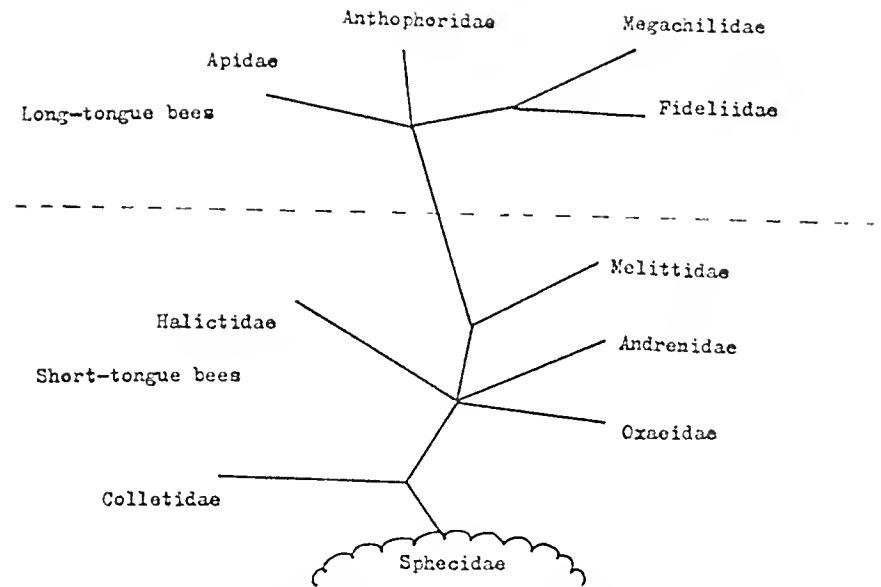 Anthophoridae
Megachilidae
Apidae
Long-tongue bees
Fideliidae
Melittidae
Halictidae
Andrenidae
Short-tongue bees
Oxaeidae
Colletidae
Sphecidae